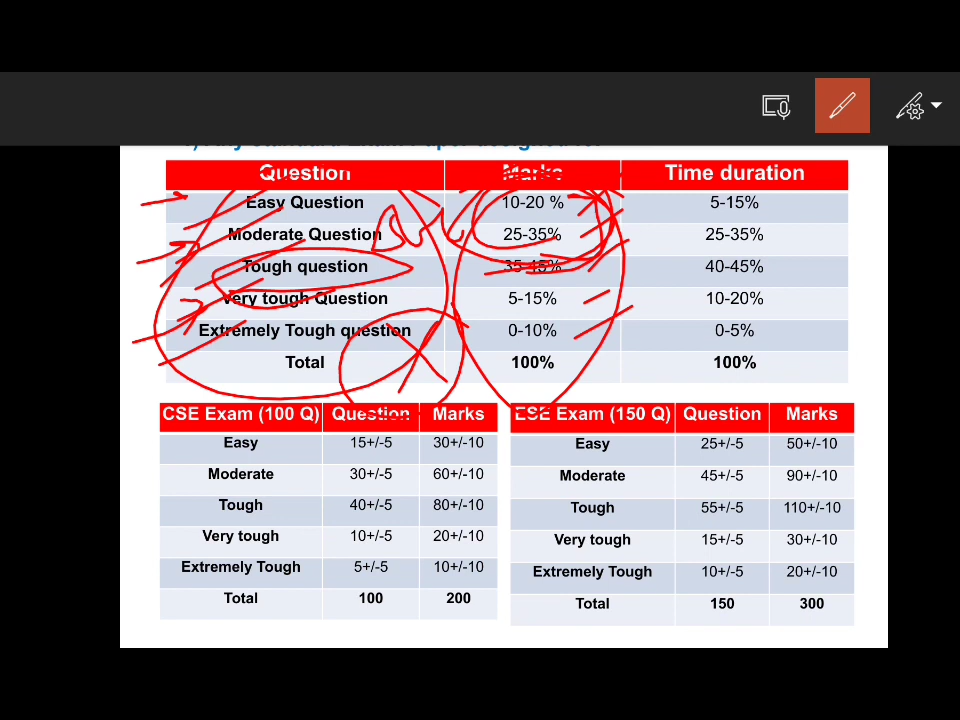 Question Marks Time duration
Easy Question 10-20 % 5-15%
Moderate Question 25-35% 25-35%
Tough question 35-45% 40-45%
Very tough Question 5-15% 10-20%
Extremely Tough question 0-10% 0-5%
Total 100% 100%
CSE Exam (100 Q) Question Marks
Easy 15+/-5 30+/-10
Moderate 30+/-5 60+/-10
Tough 40+/-5 80+/-10
Very tough 10+/-5 20+/-10
Extremely Tough 5+/-5 10+/-10
Total 100 200
ESE Exam (150 Q) Question Marks
Easy 25+/-5 50+/-10
Moderate 45+/-5 90+/-10
Tough 55+/-5 110+/-10
Very tough 15+/-5 30+/-10
Extremely Tough 10+/-5 20+/-10
Total 150 300